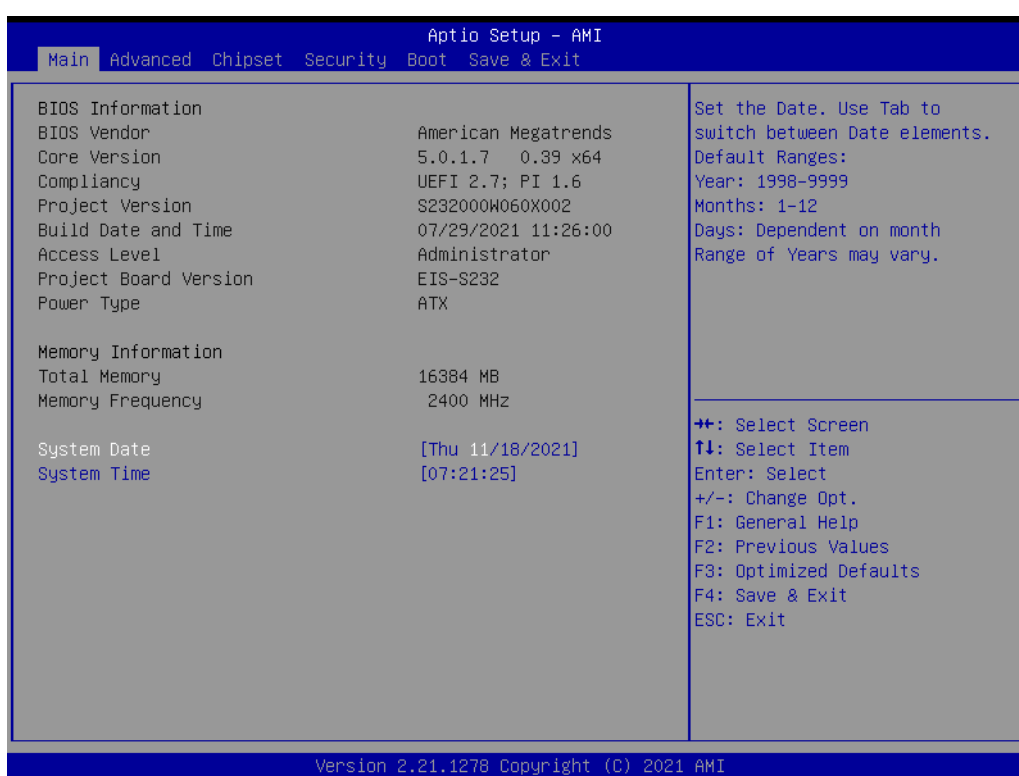 Aptio Setup – AMI
Main Advanced Chipset Security Boot Save & Exit
BIOS Information
BIOS Vendor American Megatrends
Core Version 5.0.1.7 0.39 x64
Compliancy UEFI 2.7; PI 1.6
Project Version S232000W060X002
Build Date and Time 07/29/2021 11:26:00
Access Level Administrator
Project Board Version EIS-S232
Power Type ATX
Memory Information
Total Memory 16384 MB
Memory Frequency 2400 MHz
System Date [Thu 11/18/2021]
System Time [07:21:25]
Set the Date. Use Tab to
switch between Date elements.
Default Ranges:
Year: 1998-9999
Months: 1-12
Days: Dependent on month
Range of Years may vary.
→←: Select Screen
↑↓: Select Item
Enter: Select
+/-: Change Opt.
F1: General Help
F2: Previous Values
F3: Optimized Defaults
F4: Save & Exit
ESC: Exit
Version 2.21.1278 Copyright (C) 2021 AMI